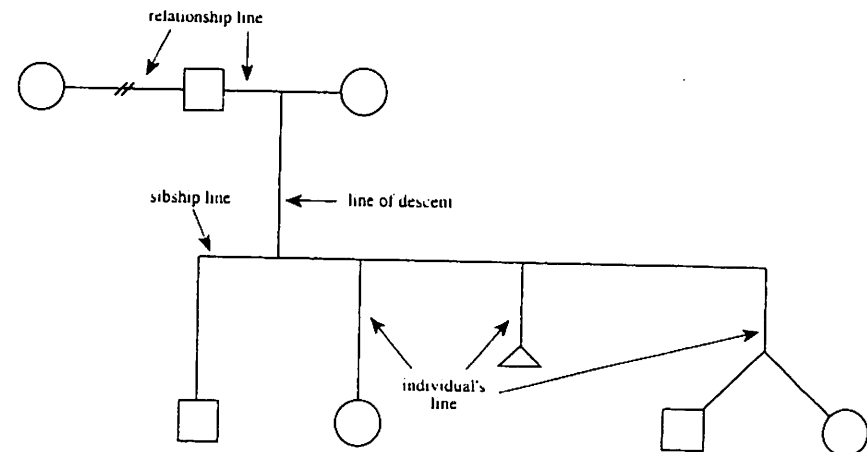 relationship line
sibship line
line of descent
individual's
line